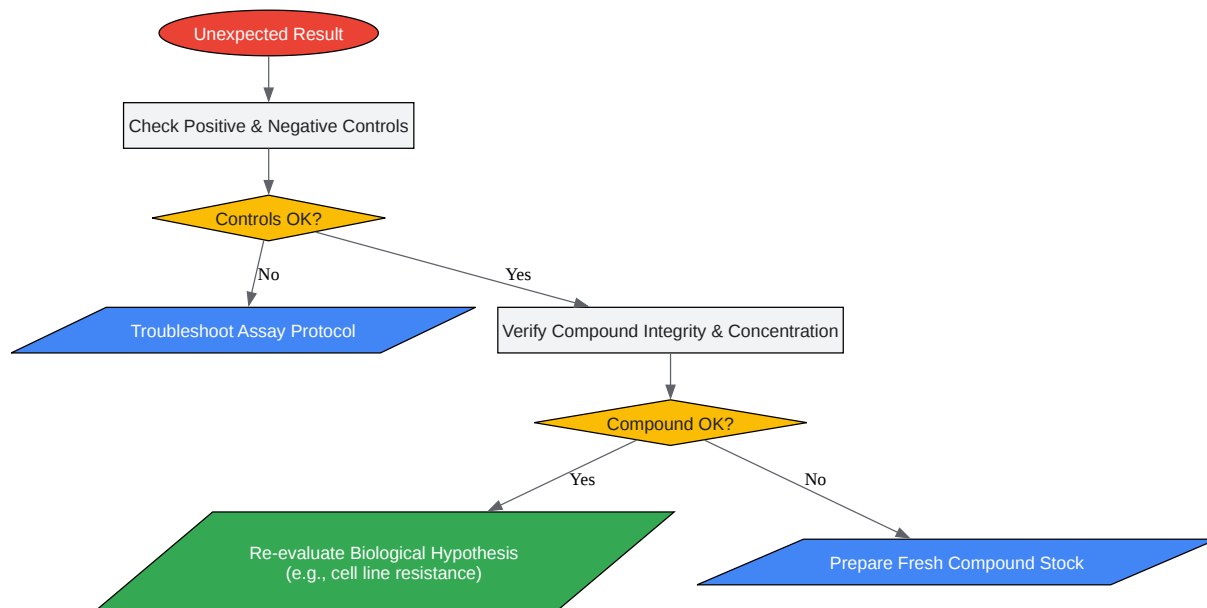 Unexpected Result
Check Positive & Negative Controls
Controls OK?
No
Yes
Troubleshoot Assay Protocol
Verify Compound Integrity & Concentration
Compound OK?
Yes
No
Re-evaluate Biological Hypothesis
(e.g., cell line resistance)
Prepare Fresh Compound Stock